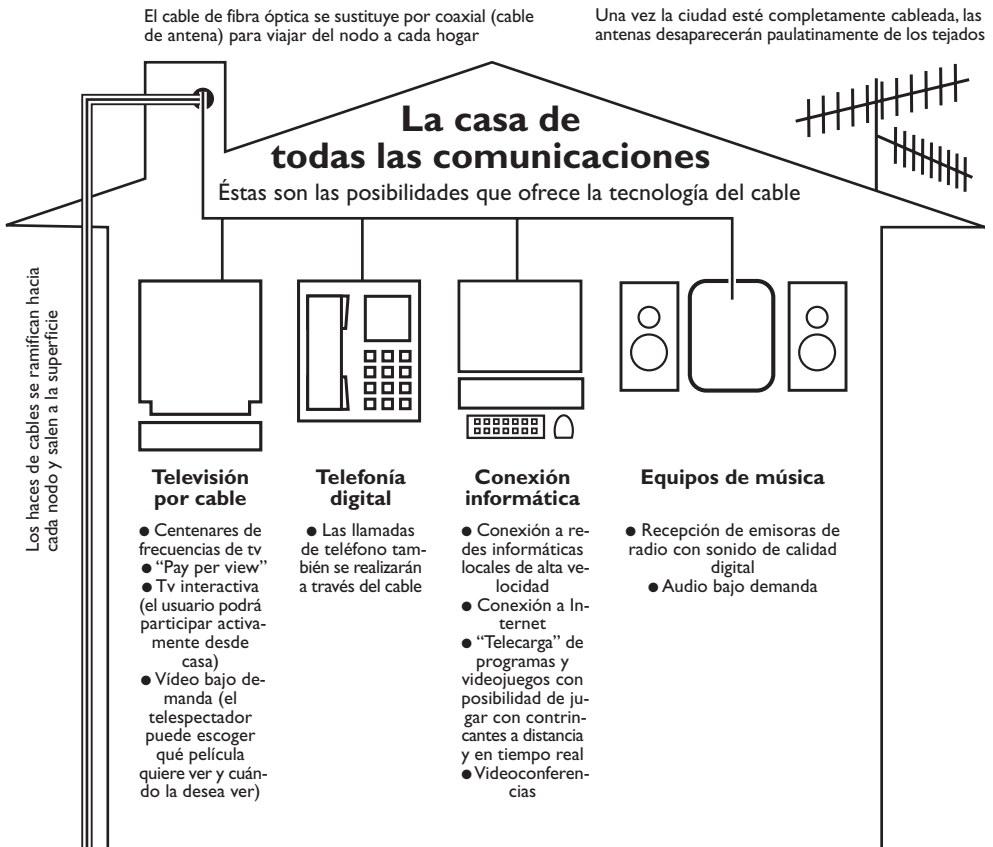 El cable de fibra óptica se sustituye por coaxial (cable
de antena) para viajar del nodo a cada hogar
Una vez la ciudad esté completamente cableada, las
antenas desaparecerán paulatinamente de los tejados
La casa de
todas las comunicaciones
Éstas son las posibilidades que ofrece la tecnología del cable
Los haces de cables se ramifican hacia
cada nodo y salen a la superficie
Televisión
por cable
● Centenares de
frecuencias de tv
● “Pay per view”
● Tv interactiva
(el usuario podrá
participar activa-
mente desde
casa)
● Vídeo bajo de-
manda (el
telespectador
puede escoger
qué película
quiere ver y cuán-
do la desea ver)
Telefonía
digital
● Las llamadas
de teléfono tam-
bién se realizarán
a través del cable
Conexión
informática
● Conexión a re-
des informáticas
locales de alta ve-
locidad
● Conexión a In-
ternet
● “Telecarga” de
programas y
videojuegos con
posibilidad de ju-
gar con contrin-
cantes a distancia
y en tiempo real
● Videoconferen-
cias
Equipos de música
● Recepción de emisoras de
radio con sonido de calidad
digital
● Audio bajo demanda